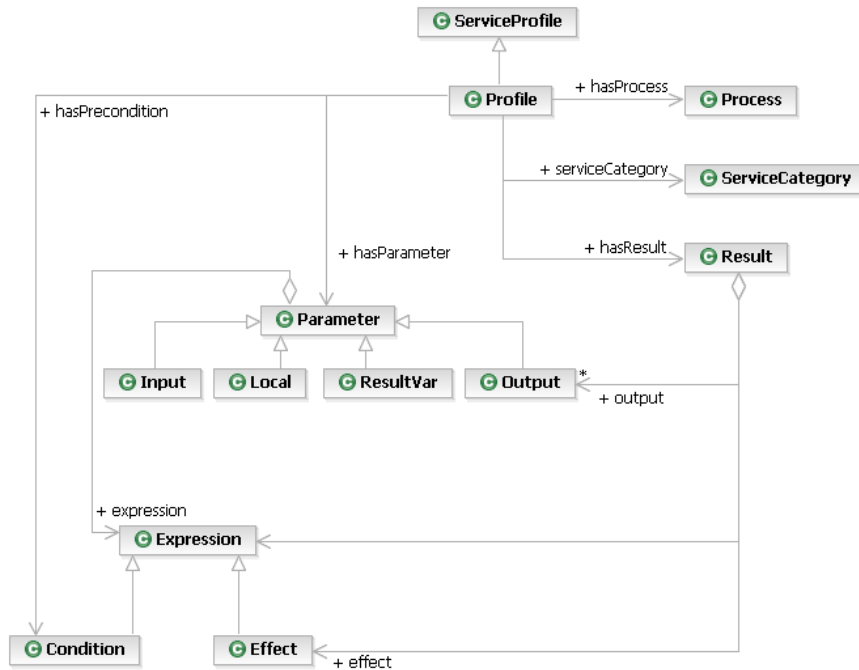 ServiceProfile
+ hasProcess
+ hasPrecondition
Profile
Process
+ serviceCategory
ServiceCategory
+ hasParameter
+ hasResult
Result
Parameter
Input
Local
ResultVar
Output
*
+ output
+ expression
Expression
Condition
Effect
+ effect